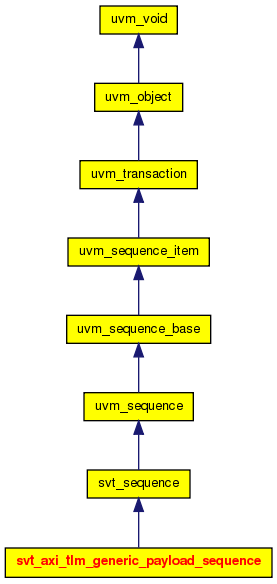 uvm_void
uvm_object
uvm_transaction
uvm_sequence_item
uvm_sequence_base
uvm_sequence
svt_sequence
svt_axi_tlm_generic_payload_sequence